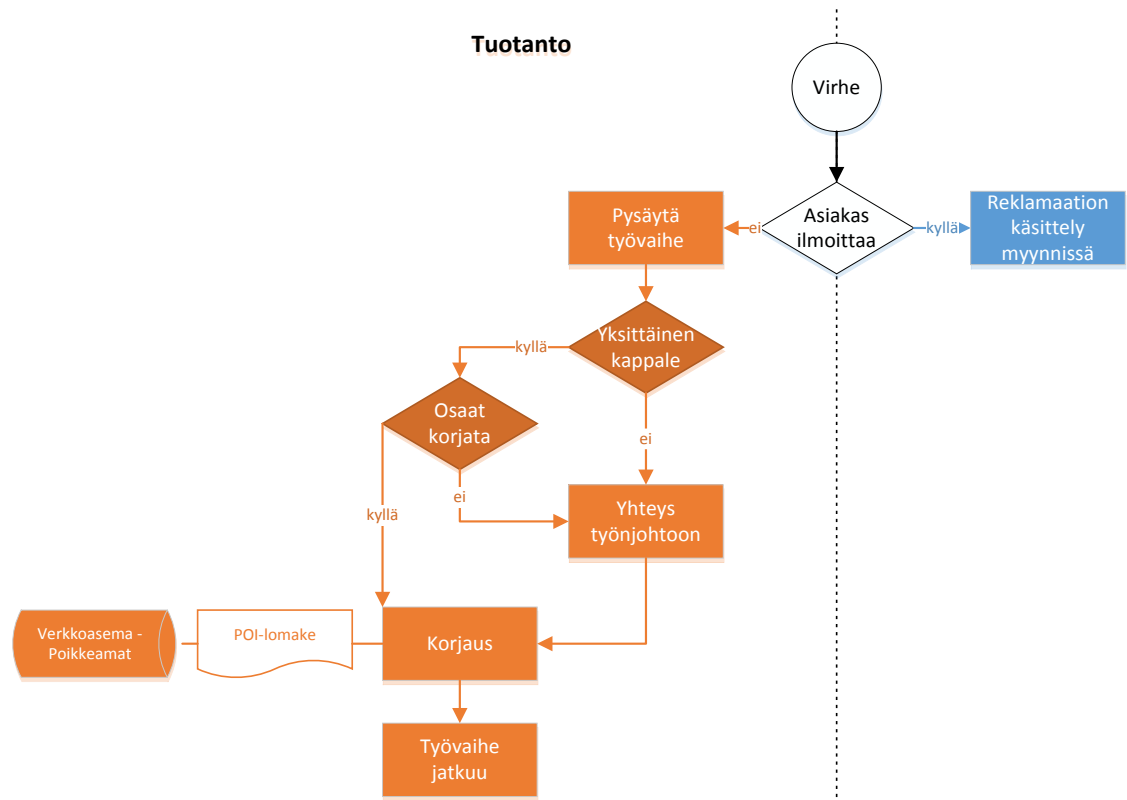 Tuotanto
Virhe
Asiakas
ilmoittaa
ei
kyllä
Pysäytä
työvaihe
Reklamaation
käsittely
myynnissä
Yksittäinen
kappale
kyllä
ei
Osaat
korjata
ei
kyllä
Yhteys
työnjohtoon
Verkkoasema -
Poikkeamat
POI-lomake
Korjaus
Työvaihe
jatkuu